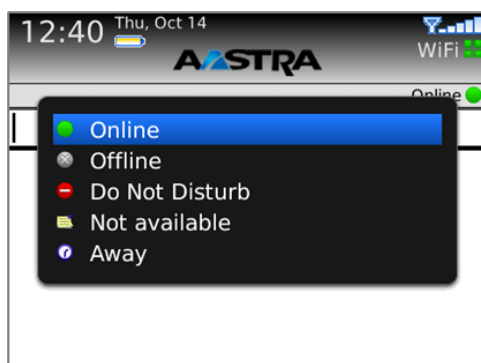 12:40 Thu, Oct 14
AASTRA
WiFi
Online
Online
Offline
Do Not Disturb
Not available
Away